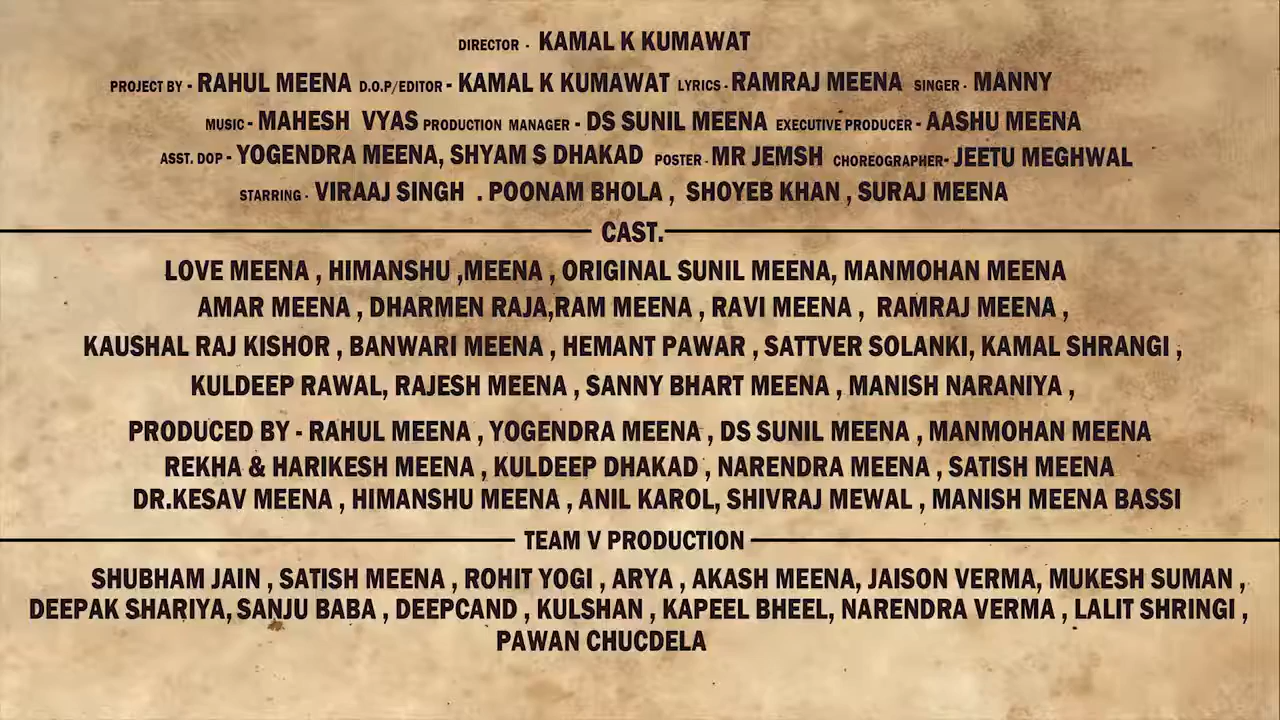 DIRECTOR - KAMAL K KUMAWAT
PROJECT BY - RAHUL MEENA D.O.P/EDITOR - KAMAL K KUMAWAT LYRICS - RAMRAJ MEENA SINGER - MANNY
MUSIC - MAHESH VYAS PRODUCTION MANAGER - DS SUNIL MEENA EXECUTIVE PRODUCER - AASHU MEENA
ASST. DOP - YOGENDRA MEENA, SHYAM S DHAKAD POSTER - MR JEMSH CHOREOGRAPHER- JEETU MEGHWAL
STARRING - VIRAAJ SINGH . POONAM BHOLA , SHOYEB KHAN , SURAJ MEENA
CAST.
LOVE MEENA , HIMANSHU ,MEENA , ORIGINAL SUNIL MEENA, MANMOHAN MEENA
AMAR MEENA , DHARMEN RAJA,RAM MEENA , RAVI MEENA , RAMRAJ MEENA ,
KAUSHAL RAJ KISHOR , BANWARI MEENA , HEMANT PAWAR , SATTVER SOLANKI, KAMAL SHRANGI ,
KULDEEP RAWAL, RAJESH MEENA , SANNY BHART MEENA , MANISH NARANIYA ,
PRODUCED BY - RAHUL MEENA , YOGENDRA MEENA , DS SUNIL MEENA , MANMOHAN MEENA
REKHA & HARIKESH MEENA , KULDEEP DHAKAD , NARENDRA MEENA , SATISH MEENA
DR.KESAV MEENA , HIMANSHU MEENA , ANIL KAROL, SHIVRAJ MEWAL , MANISH MEENA BASSI
TEAM V PRODUCTION
SHUBHAM JAIN , SATISH MEENA , ROHIT YOGI , ARYA , AKASH MEENA, JAISON VERMA, MUKESH SUMAN ,
DEEPAK SHARIYA, SANJU BABA , DEEPCAND , KULSHAN , KAPEEL BHEEL, NARENDRA VERMA , LALIT SHRINGI ,
PAWAN CHUCDELA